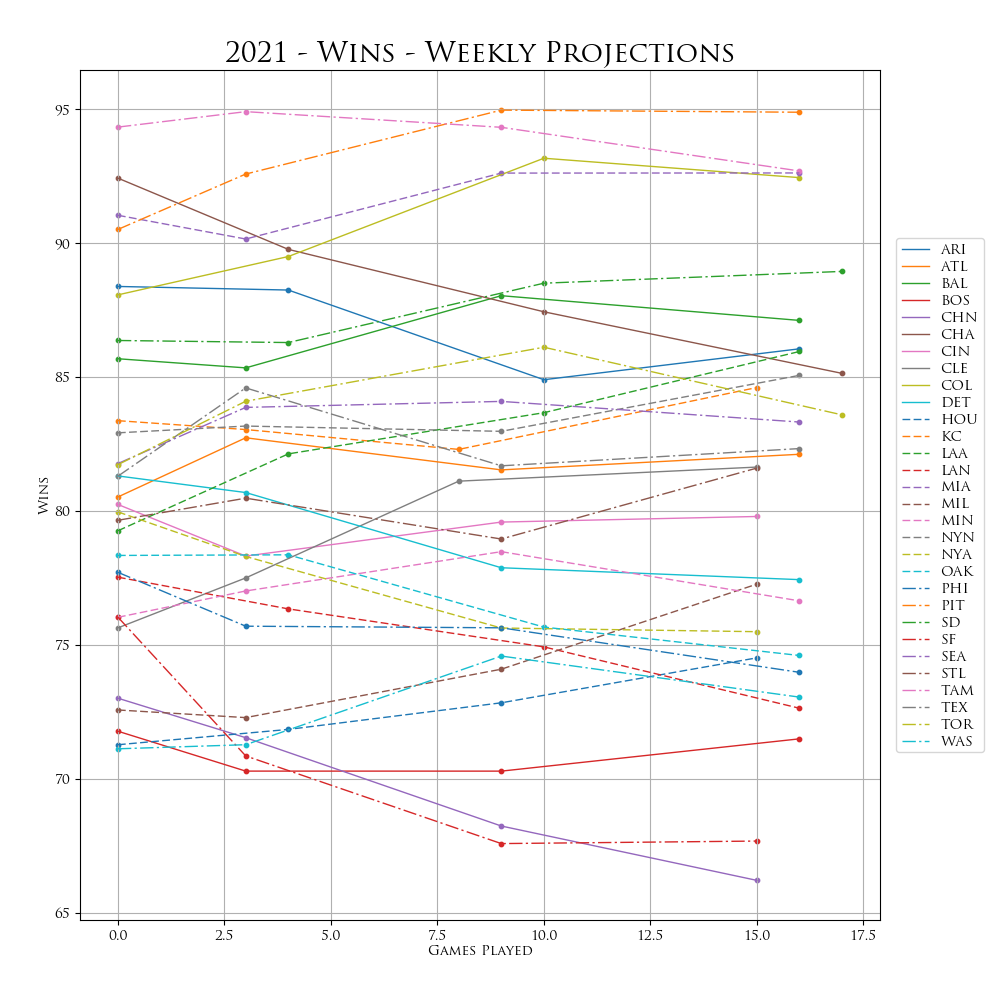 2021 - Wins - Weekly Projections
95
90
85
80
75
70
65
Wins
0.0 2.5 5.0 7.5 10.0 12.5 15.0 17.5
Games Played
ARI
ATL
BAL
BOS
CHN
CHA
CIN
CLE
COL
DET
HOU
KC
LAA
LAN
MIA
MIL
MIN
NYN
NYA
OAK
PHI
PIT
SD
SF
SEA
STL
TAM
TEX
TOR
WAS